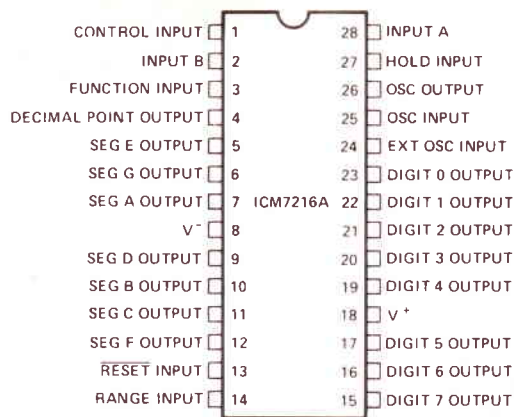 CONTROL INPUT 1 28 INPUT A
INPUT B 2 27 HOLD INPUT
FUNCTION INPUT 3 26 OSC OUTPUT
DECIMAL POINT OUTPUT 4 25 OSC INPUT
SEG E OUTPUT 5 24 EXT OSC INPUT
SEG G OUTPUT 6 23 DIGIT 0 OUTPUT
SEG A OUTPUT 7 ICM7216A 22 DIGIT 1 OUTPUT
V⁻ 8 21 DIGIT 2 OUTPUT
SEG D OUTPUT 9 20 DIGIT 3 OUTPUT
SEG B OUTPUT 10 19 DIGIT 4 OUTPUT
SEG C OUTPUT 11 18 V⁺
SEG F OUTPUT 12 17 DIGIT 5 OUTPUT
R̅E̅S̅E̅T̅ INPUT 13 16 DIGIT 6 OUTPUT
RANGE INPUT 14 15 DIGIT 7 OUTPUT